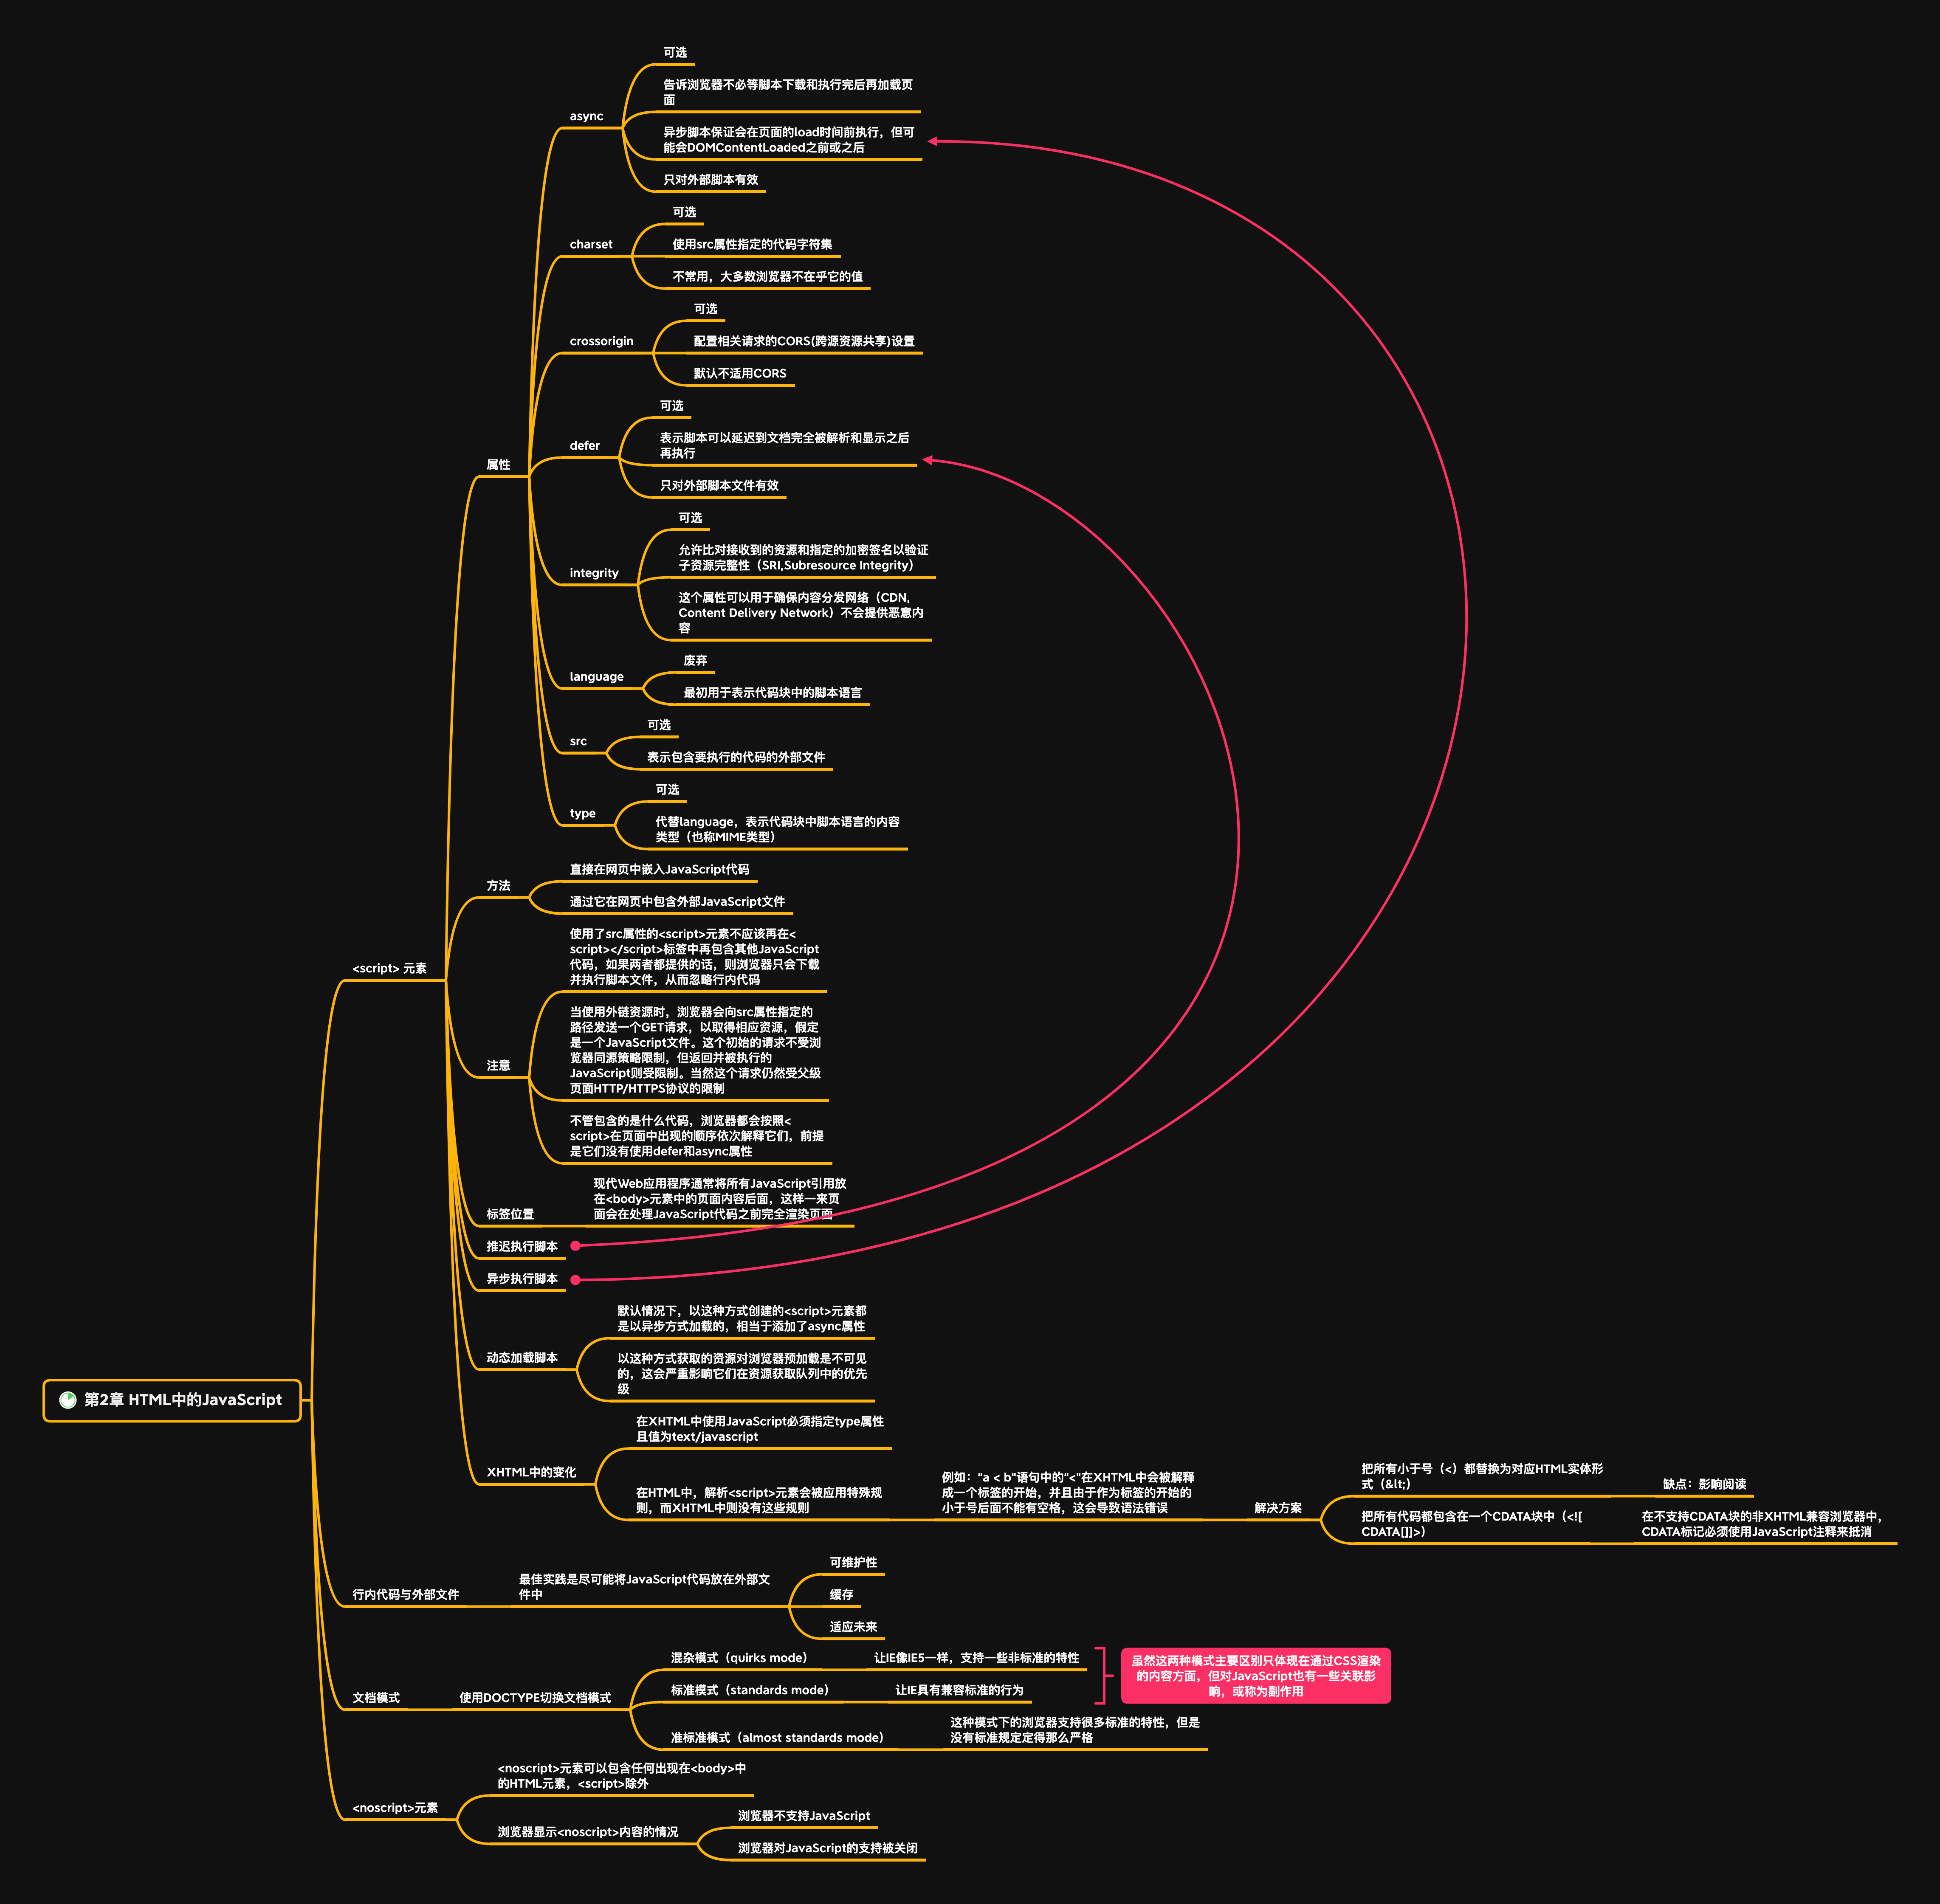 可选
告诉浏览器不必等脚本下载和执行完后再加载页
面
async
异步脚本保证会在页面的load时间前执行，但可
能会DOMContentLoaded之前或之后
只对外部脚本有效
可选
charset
使用src属性指定的代码字符集
不常用，大多数浏览器不在乎它的值
可选
crossorigin
配置相关请求的CORS(跨源资源共享)设置
默认不适用CORS
可选
defer
表示脚本可以延迟到文档完全被解析和显示之后
再执行
属性
只对外部脚本文件有效
可选
允许比对接收到的资源和指定的加密签名以验证
子资源完整性（SRI,Subresource Integrity）
integrity
这个属性可以用于确保内容分发网络（CDN,
Content Delivery Network）不会提供恶意内
容
废弃
language
最初用于表示代码块中的脚本语言
可选
src
表示包含要执行的代码的外部文件
可选
type
代替language，表示代码块中脚本语言的内容
类型（也称MIME类型）
直接在网页中嵌入JavaScript代码
方法
通过它在网页中包含外部JavaScript文件
使用了src属性的<script>元素不应该再在<
script></script>标签中再包含其他JavaScript
代码，如果两者都提供的话，则浏览器只会下载
并执行脚本文件，从而忽略行内代码
<script> 元素
当使用外链资源时，浏览器会向src属性指定的
路径发送一个GET请求，以取得相应资源，假定
是一个JavaScript文件。这个初始的请求不受浏
览器同源策略限制，但返回并被执行的
JavaScript则受限制。当然这个请求仍然受父级
页面HTTP/HTTPS协议的限制
注意
不管包含的是什么代码，浏览器都会按照<
script>在页面中出现的顺序依次解释它们，前提
是它们没有使用defer和async属性
现代Web应用程序通常将所有JavaScript引用放
在<body>元素中的页面内容后面，这样一来页
面会在处理JavaScript代码之前完全渲染页面
标签位置
推迟执行脚本
异步执行脚本
默认情况下，以这种方式创建的<script>元素都
是以异步方式加载的，相当于添加了async属性
动态加载脚本
以这种方式获取的资源对浏览器预加载是不可见
的，这会严重影响它们在资源获取队列中的优先
级
第2章 HTML中的JavaScript
在XHTML中使用JavaScript必须指定type属性
且值为text/javascript
XHTML中的变化
在HTML中，解析<script>元素会被应用特殊规
则，而XHTML中则没有这些规则
例如："a < b"语句中的"<"在XHTML中会被解释
成一个标签的开始，并且由于作为标签的开始的
小于号后面不能有空格，这会导致语法错误
解决方案
把所有小于号（<）都替换为对应HTML实体形
式（&lt;）
缺点：影响阅读
把所有代码都包含在一个CDATA块中（<![
CDATA[]]>）
在不支持CDATA块的非XHTML兼容浏览器中，
CDATA标记必须使用JavaScript注释来抵消
行内代码与外部文件
最佳实践是尽可能将JavaScript代码放在外部文
件中
可维护性
缓存
适应未来
文档模式
使用DOCTYPE切换文档模式
混杂模式（quirks mode）
让IE像IE5一样，支持一些非标准的特性
标准模式（standards mode）
让IE具有兼容标准的行为
虽然这两种模式主要区别只体现在通过CSS渲染
的内容方面，但对JavaScript也有一些关联影
响，或称为副作用
准标准模式（almost standards mode）
这种模式下的浏览器支持很多标准的特性，但是
没有标准规定定得那么严格
<noscript>元素可以包含任何出现在<body>中
的HTML元素，<script>除外
<noscript>元素
浏览器显示<noscript>内容的情况
浏览器不支持JavaScript
浏览器对JavaScript的支持被关闭